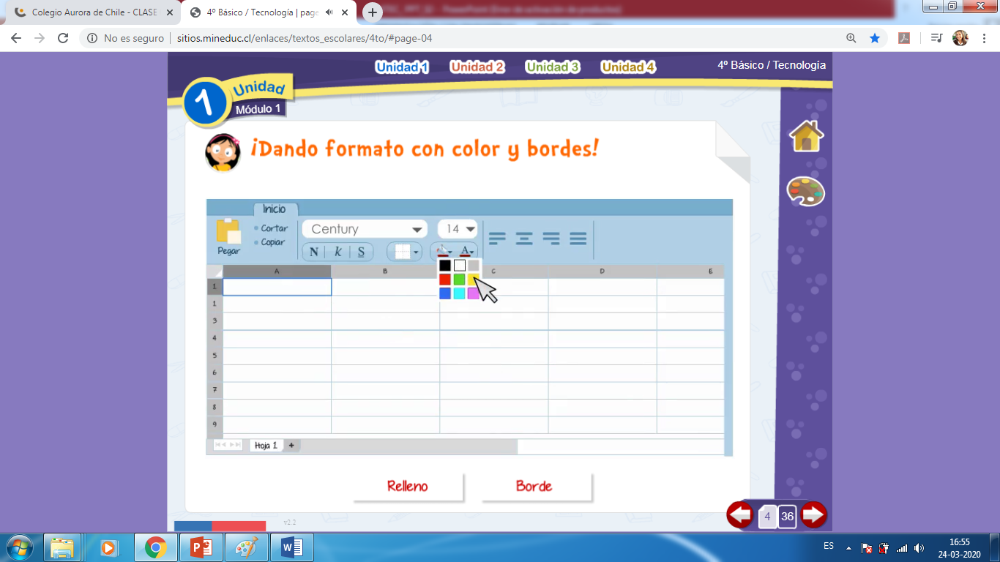 Colegio Aurora de Chile - CLASE
4º Básico / Tecnología | page
No es seguro | sitios.mineduc.cl/enlaces/textos_escolares/4to/#page-04
Unidad 1 Unidad 2 Unidad 3 Unidad 4
4º Básico / Tecnología
1 Unidad
Módulo 1
¡Dando formato con color y bordes!
Inicio
Pegar
Cortar
Copiar
Century 14
N k S A
A B C D E
1
1
3
4
5
6
7
8
9
Hoja 1 +
Relleno Borde
v2.2
4 36
ES
16:55
24-03-2020